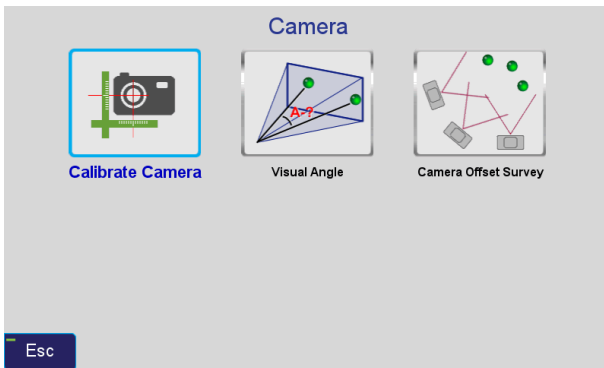 Camera
A-?
Calibrate Camera
Visual Angle
Camera Offset Survey
Esc